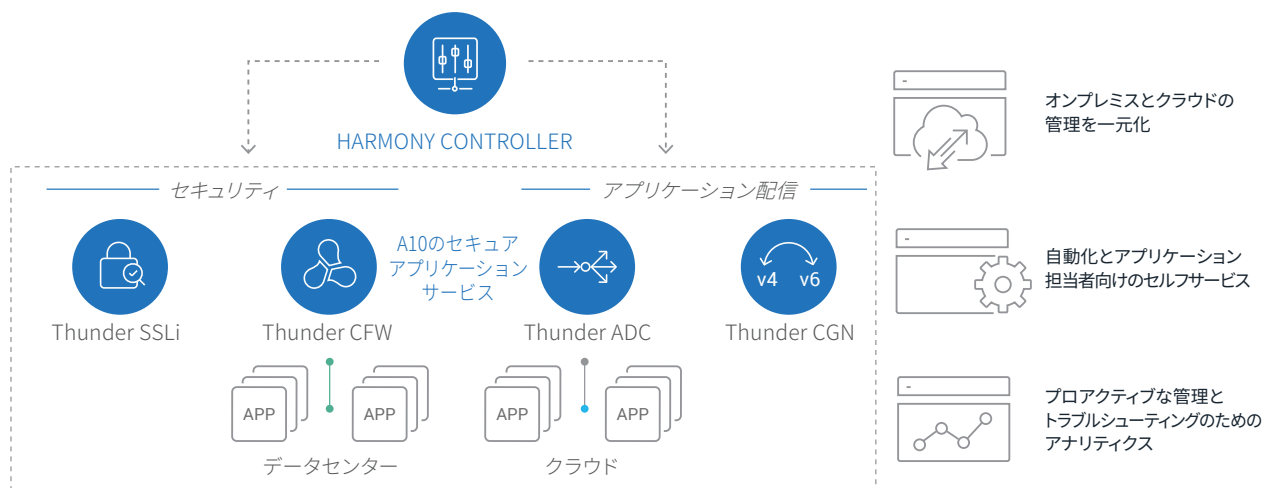 HARMONY CONTROLLER
セキュリティ
アプリケーション配信
A10のセキュア
アプリケーション
サービス
v4 v6
Thunder SSLi
Thunder CFW
Thunder ADC
Thunder CGN
APP
APP
APP
APP
データセンター
クラウド
オンプレミスとクラウドの
管理を一元化
自動化とアプリケーション
担当者向けのセルフサービス
プロアクティブな管理と
トラブルシューティングのための
アナリティクス